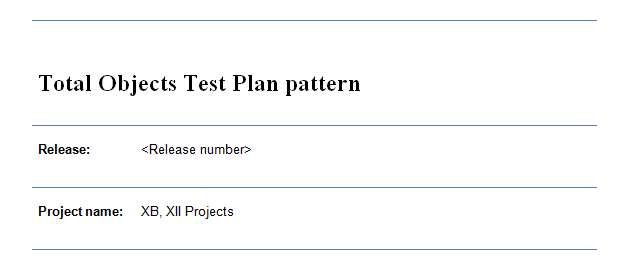 Total Objects Test Plan pattern
Release: <Release number>
Project name: XB, XII Projects